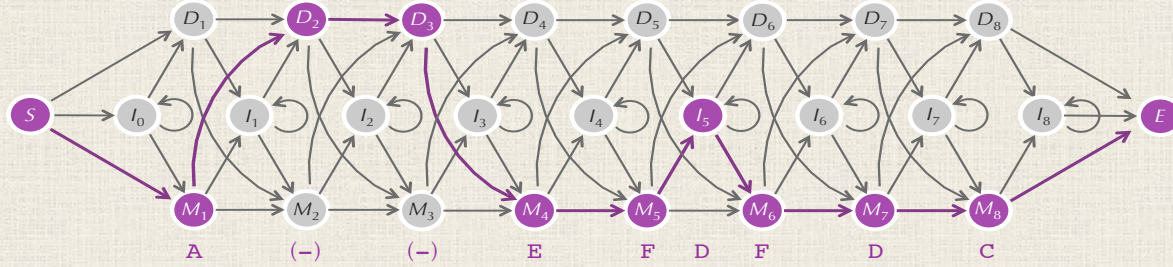 D₁ D₂ D₃ D₄ D₅ D₆ D₇ D₈
S I₀ I₁ I₂ I₃ I₄ I₅ I₆ I₇ I₈ E
M₁ M₂ M₃ M₄ M₅ M₆ M₇ M₈
A (-) (-) E F D F D C